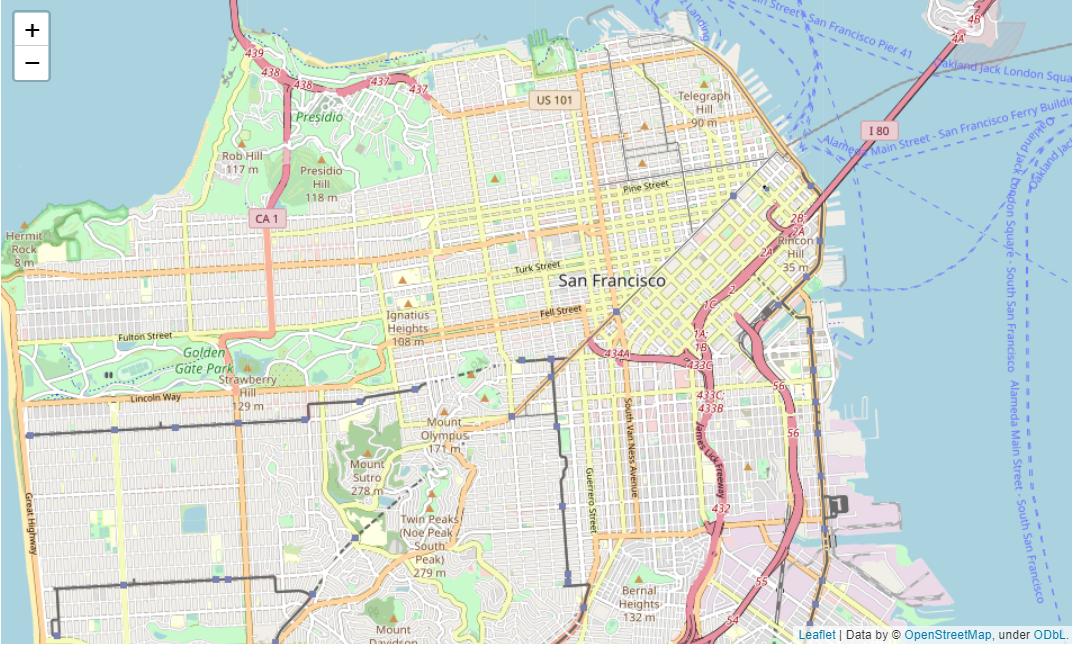 +
−
4B
4A
Landing
Main Street - San Francisco Pier 41
Oakland Jack London Square
439
438
438
437
437
US 101
Telegraph
Hill
90 m
Presidio
I 80
Alameda Main Street - San Francisco Ferry Building
Rob Hill
117 m
Presidio
Hill
118 m
Pine Street
CA 1
2B
2A
2A
Rincon
Hill
35 m
Hermit
Rock
8 m
Turk Street
San Francisco
2
1C
Ignatius
Heights
108 m
Fell Street
Fulton Street
1A;
1B
Golden
Gate Park
434A
433C
Strawberry
Hill
29 m
Lincoln Way
433C;
433B
56
56
Mount
Olympus
171 m
South Van Ness Avenue
James Lick Freeway
Mount
Sutro
278 m
Great Highway
Guerrero Street
432
Twin Peaks
(Noe Peak
South
Peak)
279 m
55
Bernal
Heights
132 m
54
Mount
Davidson
Oakland Jack London Square - South San Francisco
Alameda Main Street - South San Francisco
Leaflet | Data by © OpenStreetMap, under ODbL.